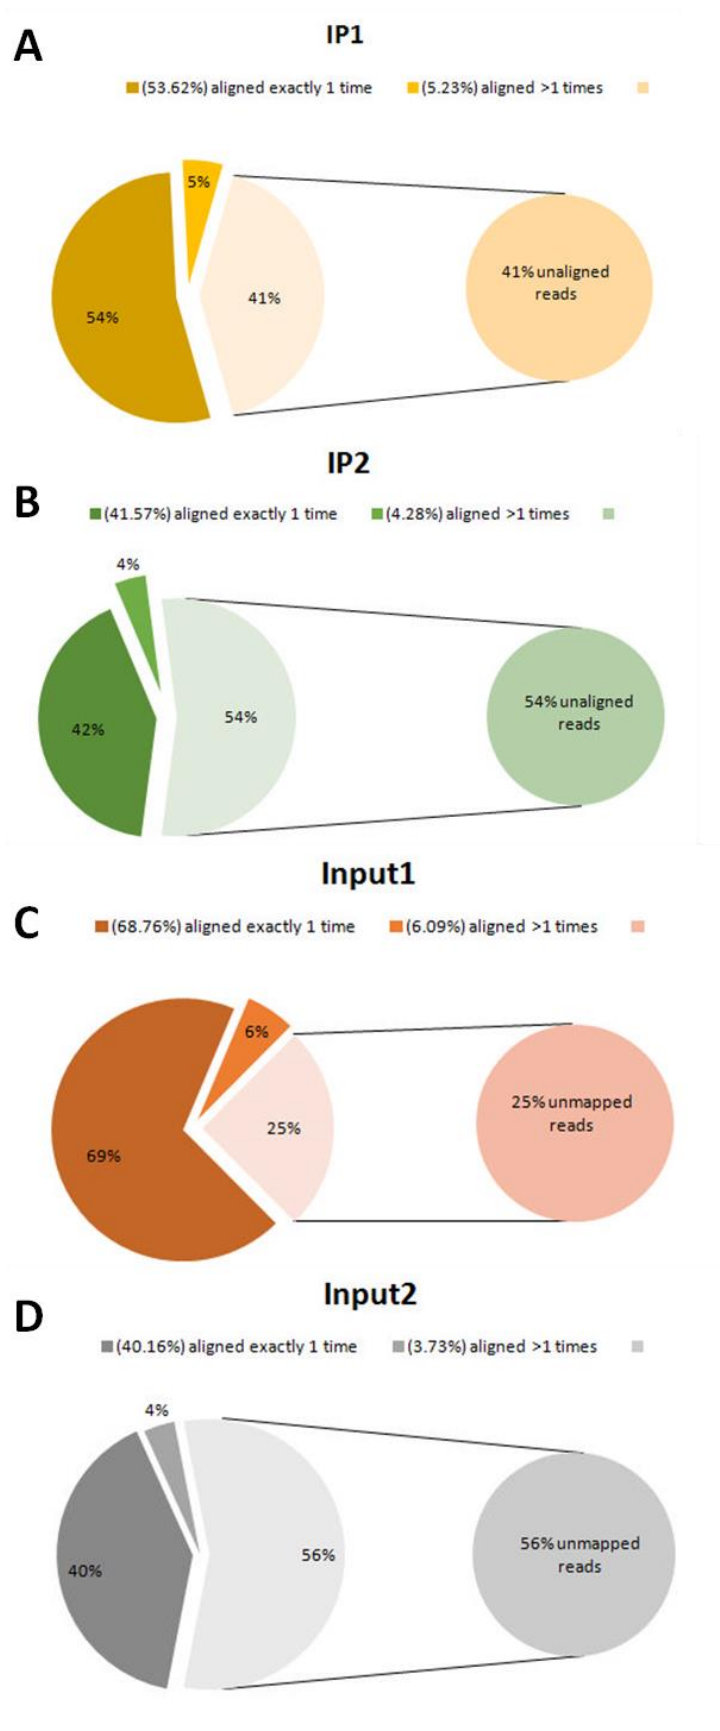 A
IP1
(53.62%) aligned exactly 1 time
(5.23%) aligned >1 times
5%
54%
41%
41% unaligned
reads
IP2
B
(41.57%) aligned exactly 1 time
(4.28%) aligned >1 times
4%
42%
54%
54% unaligned
reads
Input1
C
(68.76%) aligned exactly 1 time
(6.09%) aligned >1 times
6%
69%
25%
25% unmapped
reads
Input2
D
(40.16%) aligned exactly 1 time
(3.73%) aligned >1 times
4%
40%
56%
56% unmapped
reads